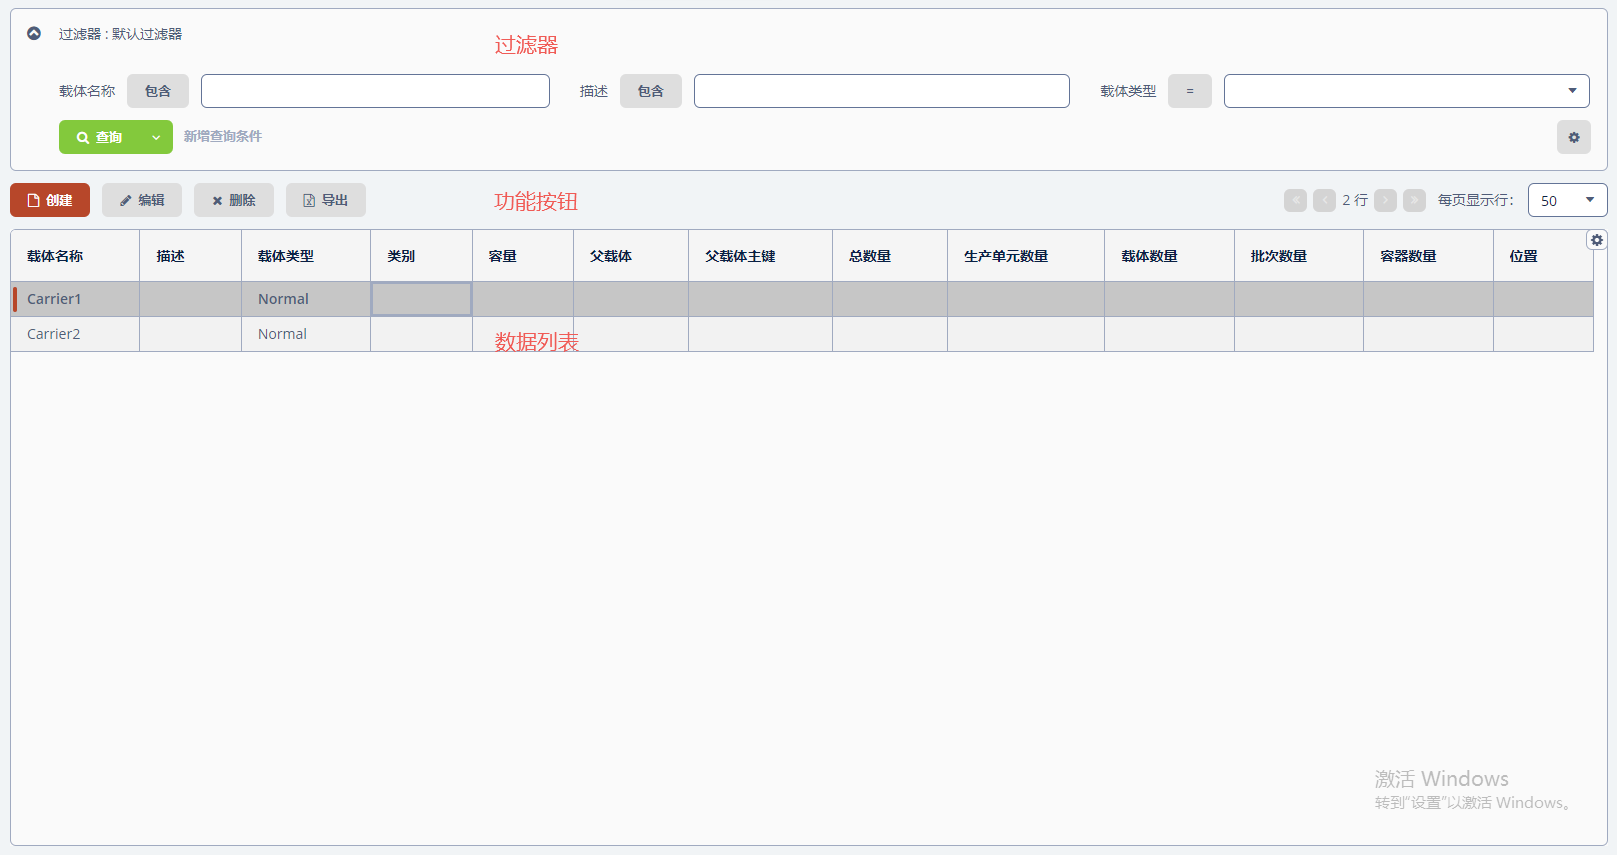 过滤器 : 默认过滤器
过滤器
载体名称 包含 描述 包含 载体类型 =
查询 新增查询条件
创建 编辑 删除 导出 功能按钮 2 行 每页显示行: 50
载体名称 描述 载体类型 类别 容量 父载体 父载体主键 总数量 生产单元数量 载体数量 批次数量 容器数量 位置
Carrier1 Normal
Carrier2 Normal
数据列表
激活 Windows
转到“设置”以激活 Windows。